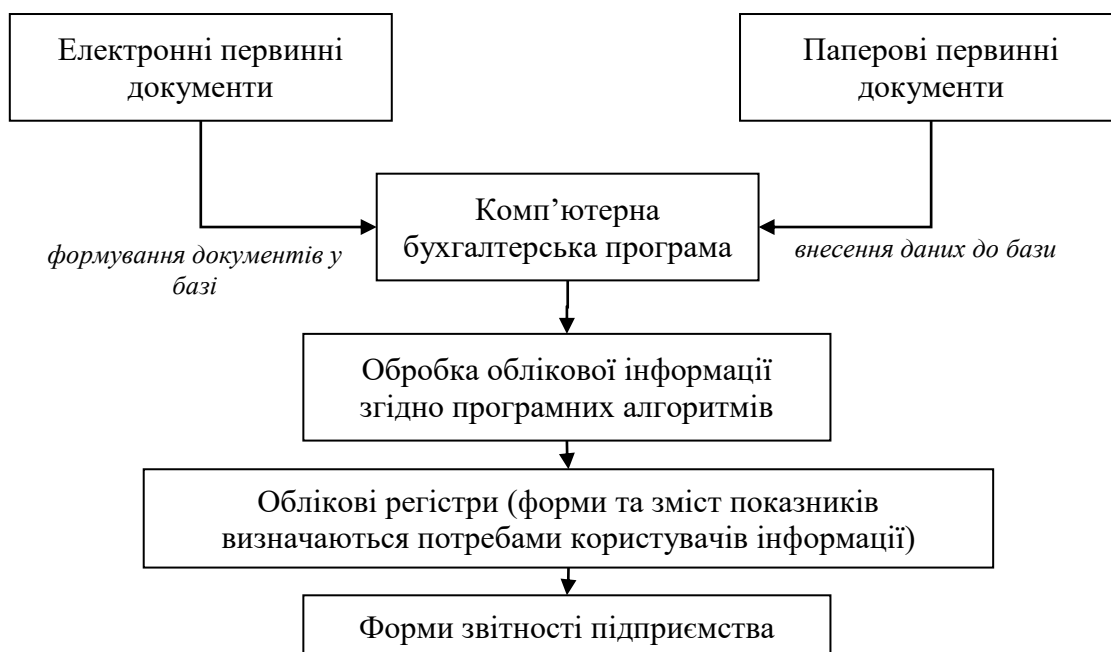 Електронні первинні
документи
Паперові первинні
документи
Комп’ютерна
бухгалтерська програма
формування документів у
базі
внесення даних до бази
Обробка облікової інформації
згідно програмних алгоритмів
Облікові регістри (форми та зміст показників
визначаються потребами користувачів інформації)
Форми звітності підприємства